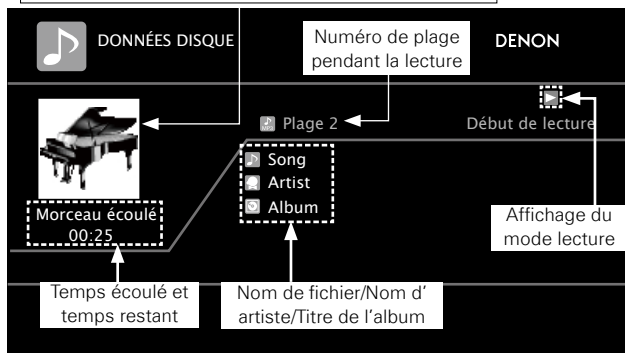 DONNÉES DISQUE
Numéro de plage
pendant la lecture
DENON
Plage 2
Début de lecture
Song
Artist
Album
Morceau écoulé
00:25
Affichage du
mode lecture
Temps écoulé et
temps restant
Nom de fichier/Nom d'
artiste/Titre de l'album